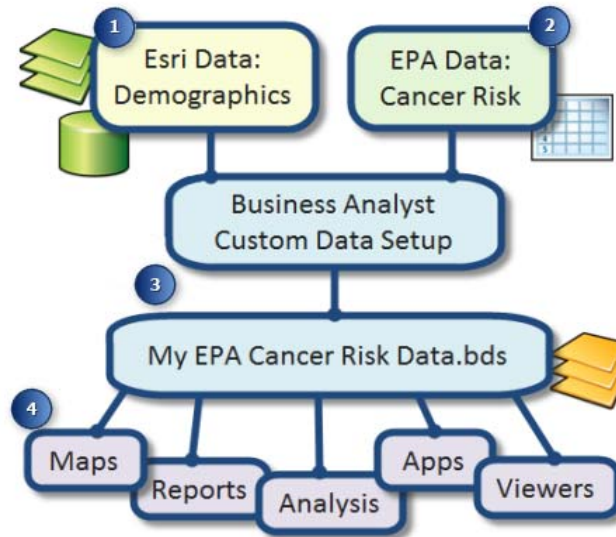 1
Esri Data:
Demographics
2
EPA Data:
Cancer Risk
Business Analyst
Custom Data Setup
3
My EPA Cancer Risk Data.bds
4
Maps
Reports
Analysis
Apps
Viewers